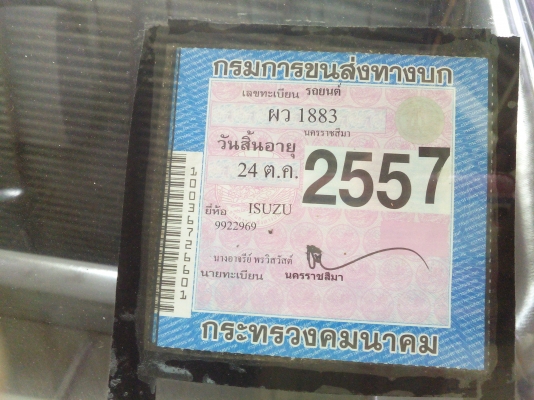 กรมการขนส่งทางบก
เลขทะเบียน รถยนต์
ผว 1883
นครราชสีมา
วันสิ้นอายุ
24 ต.ค. 2557
ยี่ห้อ ISUZU
9922969
นายทะเบียน นครราชสีมา
กระทรวงคมนาคม
1003672660​1